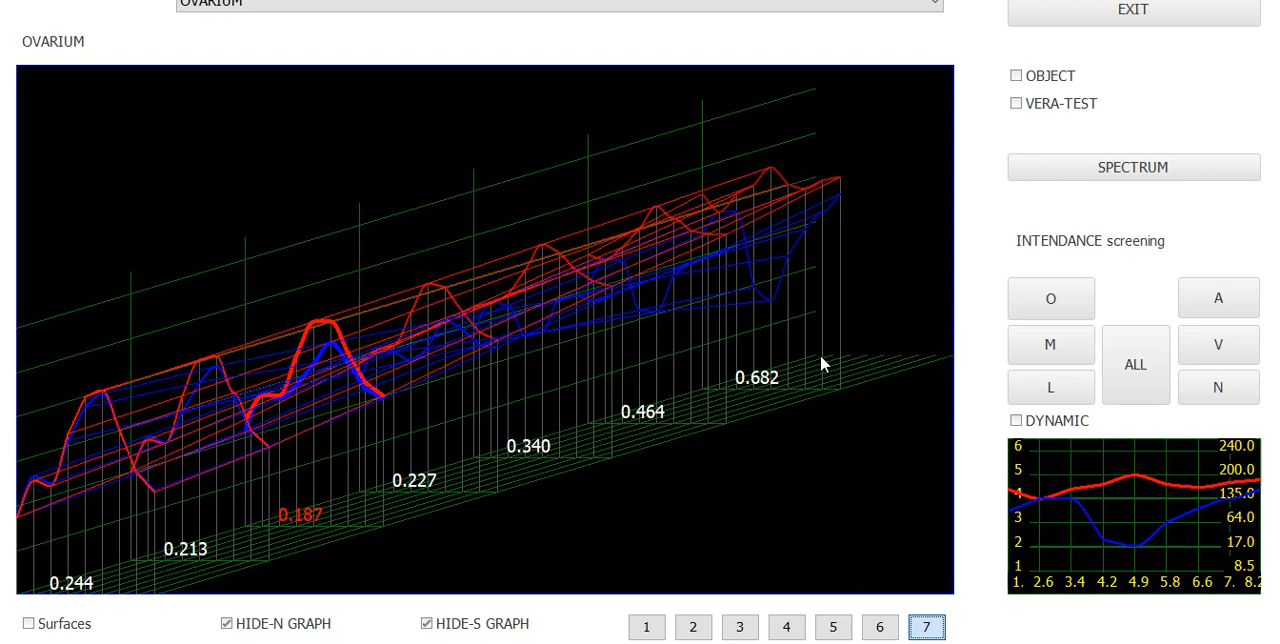 OVARIUM
EXIT
OVARIUM
OBJECT
VERA-TEST
SPECTRUM
INTENDANCE screening
O A
M ALL V
L N
DYNAMIC
0.682
0.464
0.340
0.227
0.187
0.213
0.244
6 240.0
5 200.0
4 135.0
3 64.0
2 17.0
1 8.5
1. 2.6 3.4 4.2 4.9 5.8 6.6 7. 8.2
Surfaces HIDE-N GRAPH HIDE-S GRAPH 1 2 3 4 5 6 7